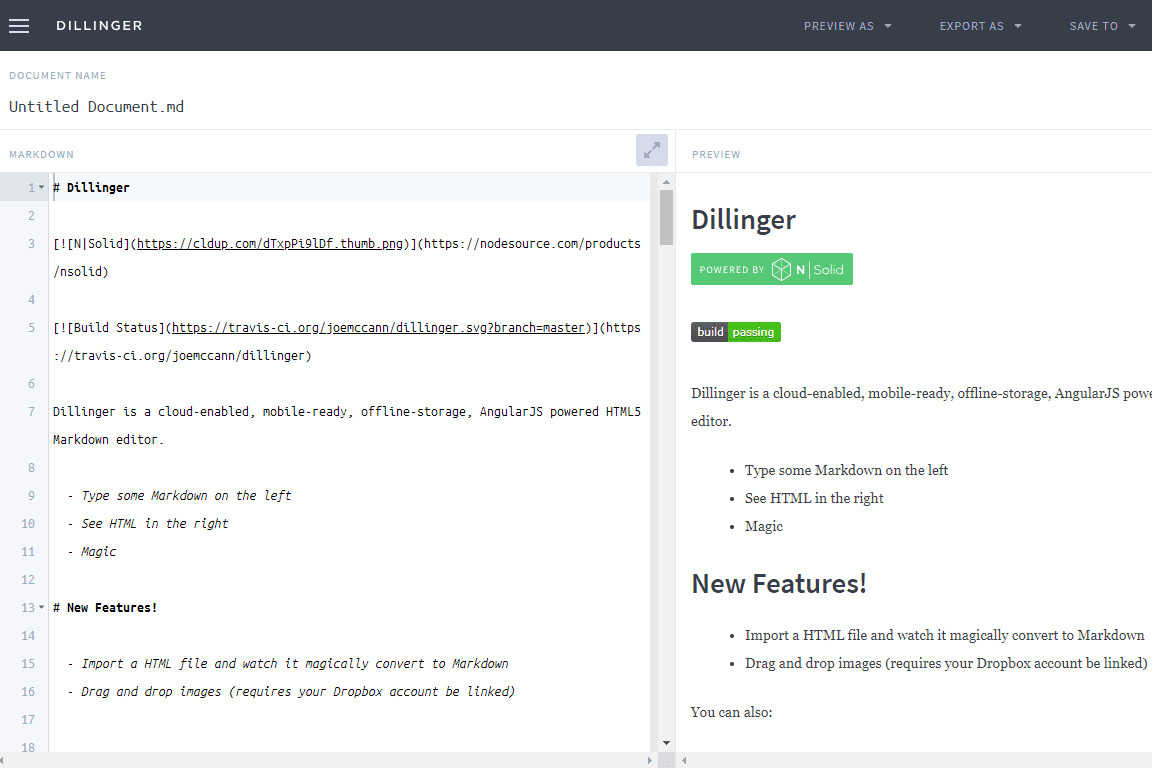 DILLINGER
PREVIEW AS
EXPORT AS
SAVE TO
DOCUMENT NAME
Untitled Document.md
MARKDOWN
1 # Dillinger
2
3 [![N|Solid](https://cldup.com/dTxpPi9lDf.thumb.png)](https://nodesource.com/products
/nsolid)
4
5 [![Build Status](https://travis-ci.org/joemccann/dillinger.svg?branch=master)](https
://travis-ci.org/joemccann/dillinger)
6
7 Dillinger is a cloud-enabled, mobile-ready, offline-storage, AngularJS powered HTML5
Markdown editor.
8
9 - Type some Markdown on the left
10 - See HTML in the right
11 - Magic
12
13 # New Features!
14
15 - Import a HTML file and watch it magically convert to Markdown
16 - Drag and drop images (requires your Dropbox account be linked)
17
18
PREVIEW
Dillinger
POWERED BY N|Solid
build passing
Dillinger is a cloud-enabled, mobile-ready, offline-storage, AngularJS powe
editor.
• Type some Markdown on the left
• See HTML in the right
• Magic
New Features!
• Import a HTML file and watch it magically convert to Markdown
• Drag and drop images (requires your Dropbox account be linked)
You can also: